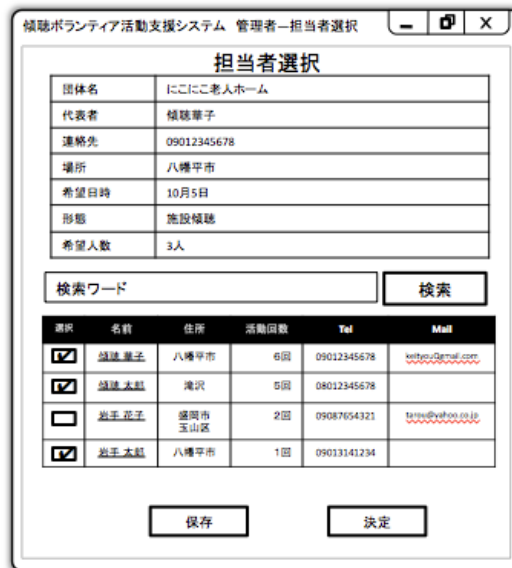 傾聴ボランティア活動支援システム 管理者ー担当者選択
担当者選択
団体名 にこにこ老人ホーム
代表者 傾聴華子
連絡先 09012345678
場所 八幡平市
希望日時 10月5日
形態 施設傾聴
希望人数 3人
検索ワード 検索
選択 名前 住所 活動回数 Tel Mail
傾聴 華子 八幡平市 6回 09012345678 keityou@gmail.com
傾聴 太郎 滝沢 5回 08012345678
岩手 花子 盛岡市 2回 09087654321 tarou@yahoo.co.jp
玉山区
岩手 太郎 八幡平市 1回 09013141234
保存 決定